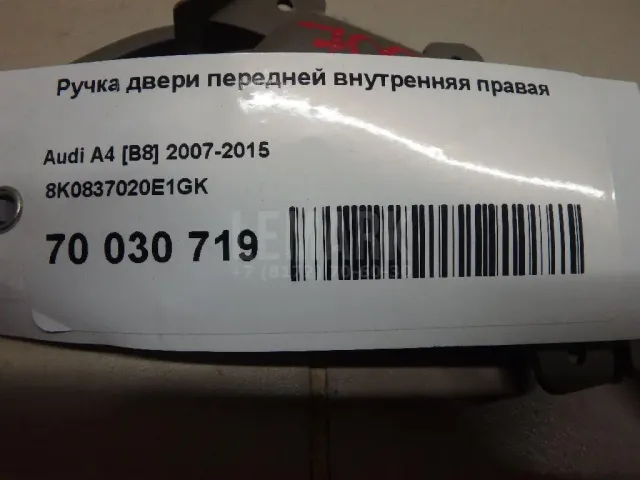 Ручка двери передней внутренняя правая
Audi A4 [B8] 2007-2015
8K0837020E1GK
70 030 719